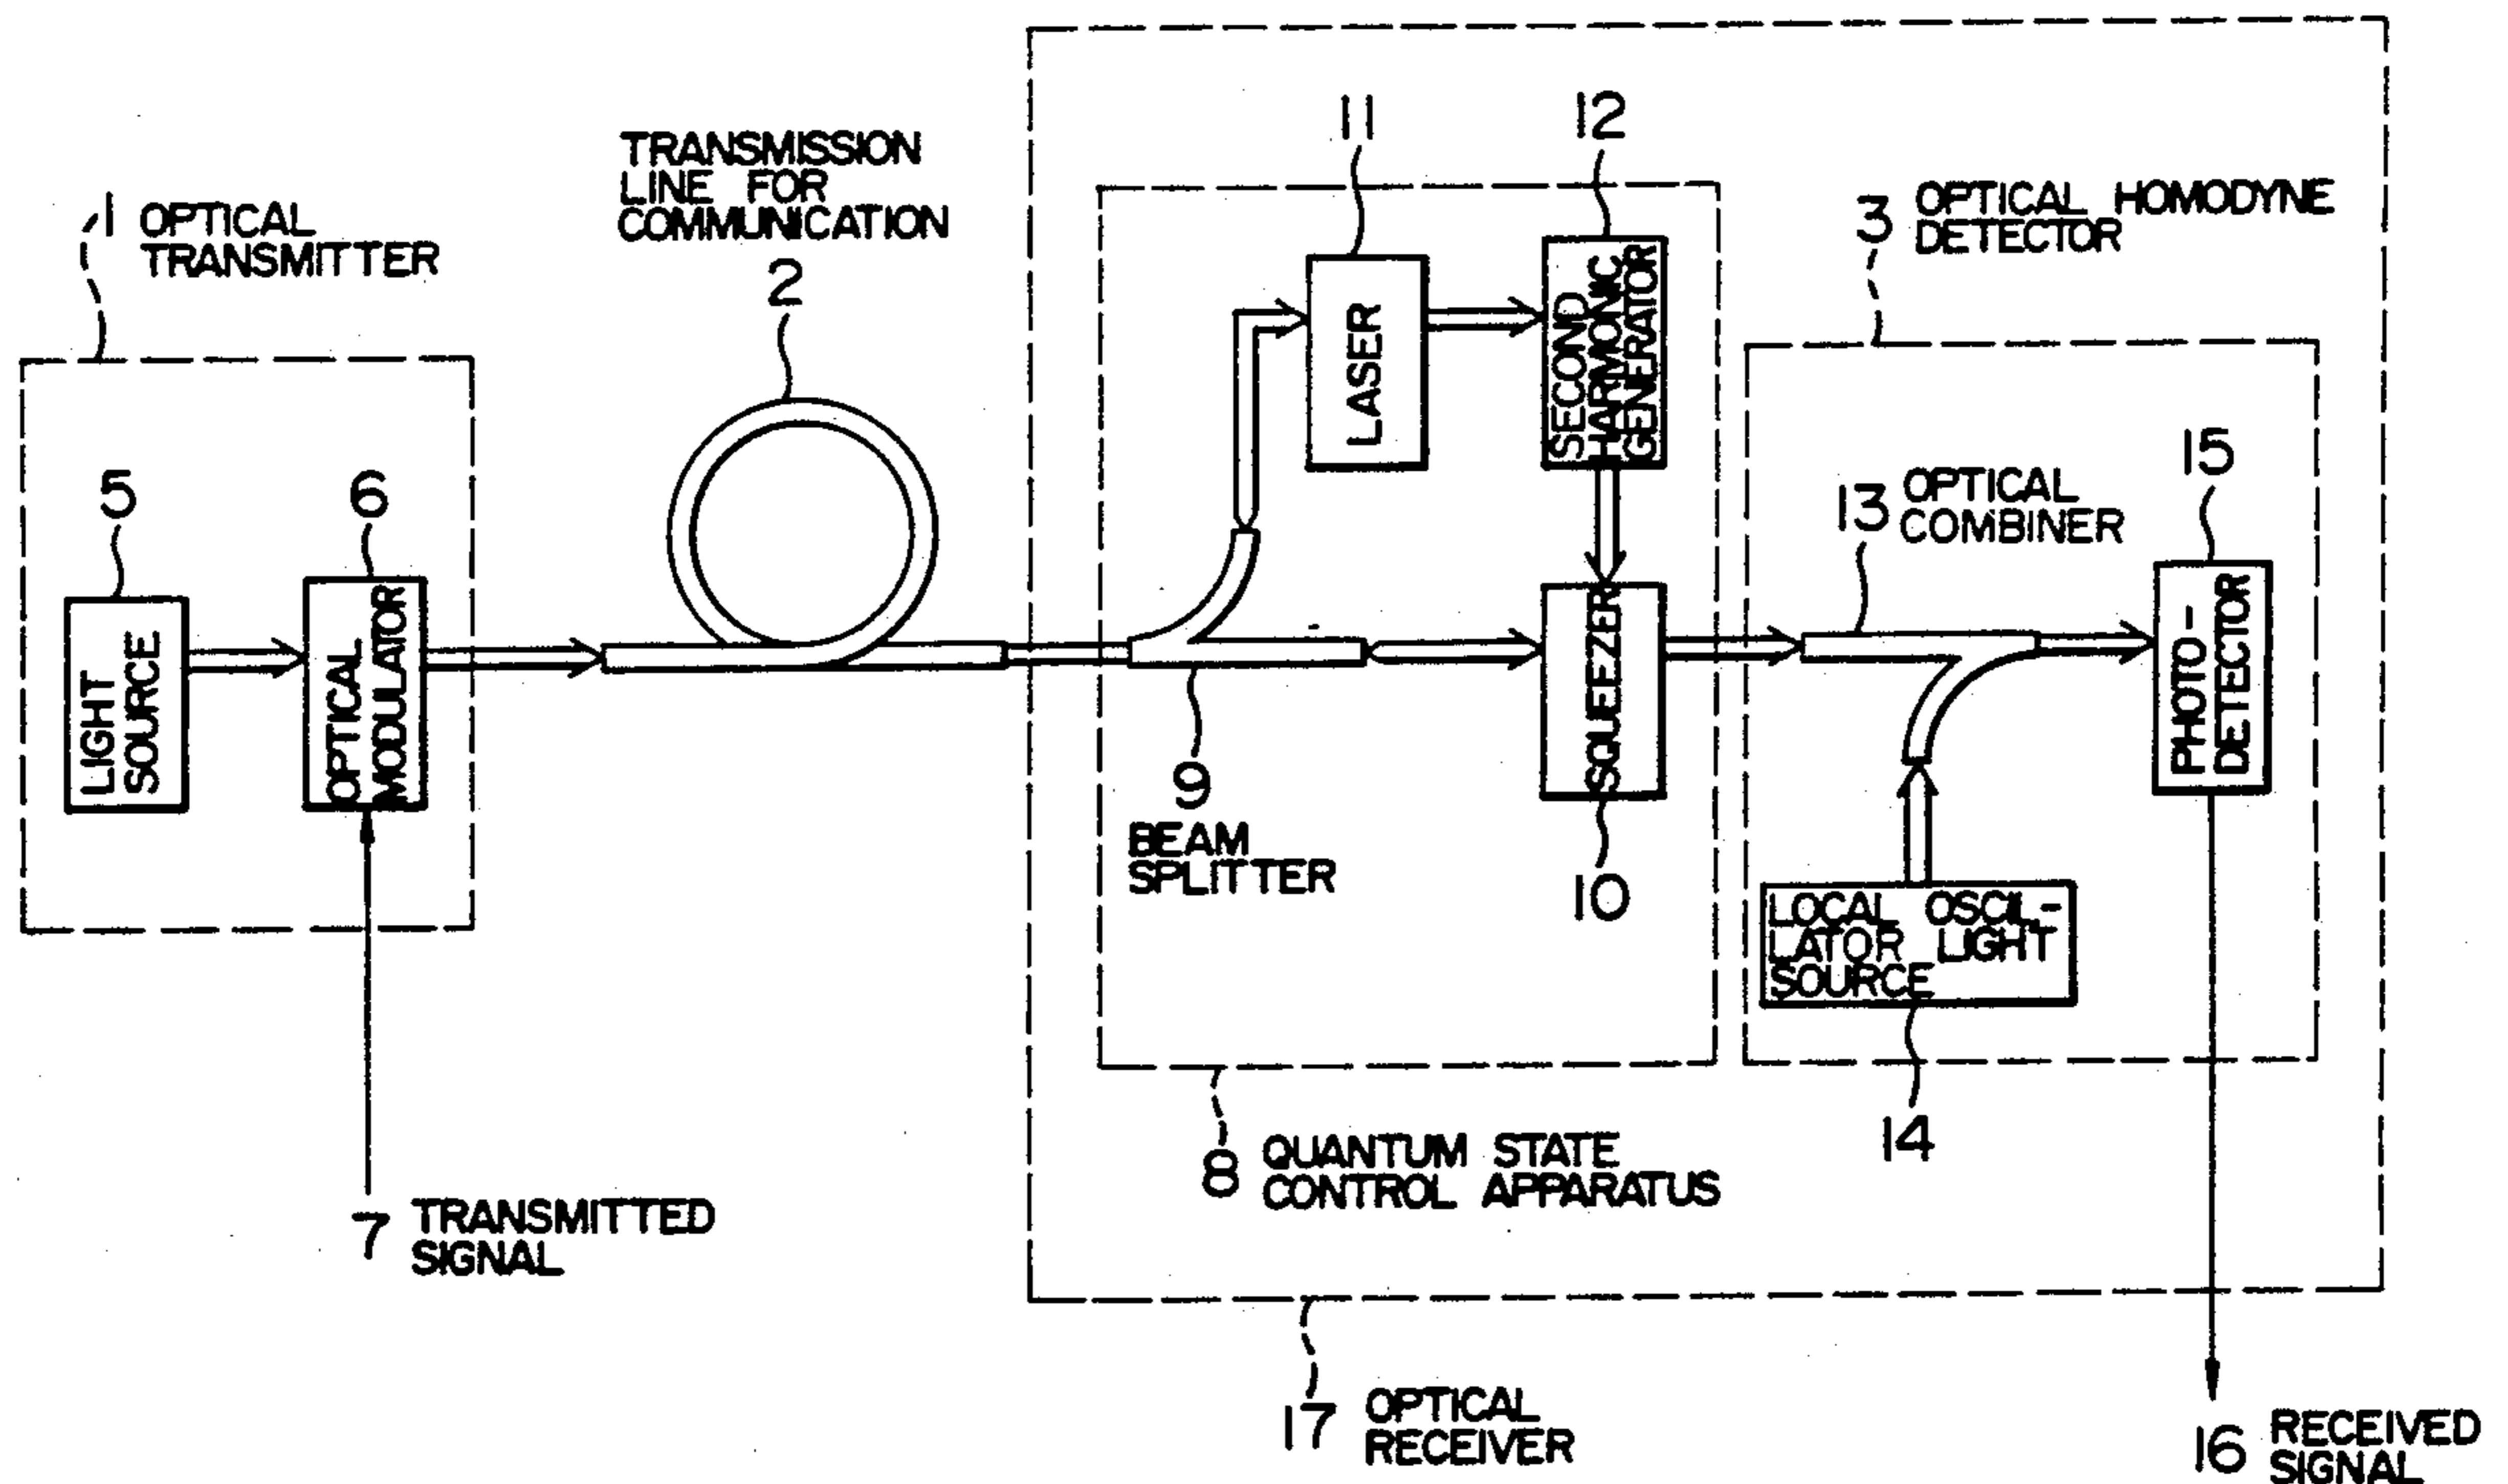 1 OPTICAL
TRANSMITTER
TRANSMISSION
LINE FOR
COMMUNICATION
2
5
LIGHT
SOURCE
6
OPTICAL
MODULATOR
7 TRANSMITTED
SIGNAL
11
LASER
12
SECOND
HARMONIC
GENERATOR
SQUEEZER
10
9
BEAM
SPLITTER
8 QUANTUM STATE
CONTROL APPARATUS
3 OPTICAL HOMODYNE
DETECTOR
13 OPTICAL
COMBINER
15
PHOTO-
DETECTOR
LOCAL OSCIL-
LATOR LIGHT
SOURCE
14
17 OPTICAL
RECEIVER
16 RECEIVED
SIGNAL